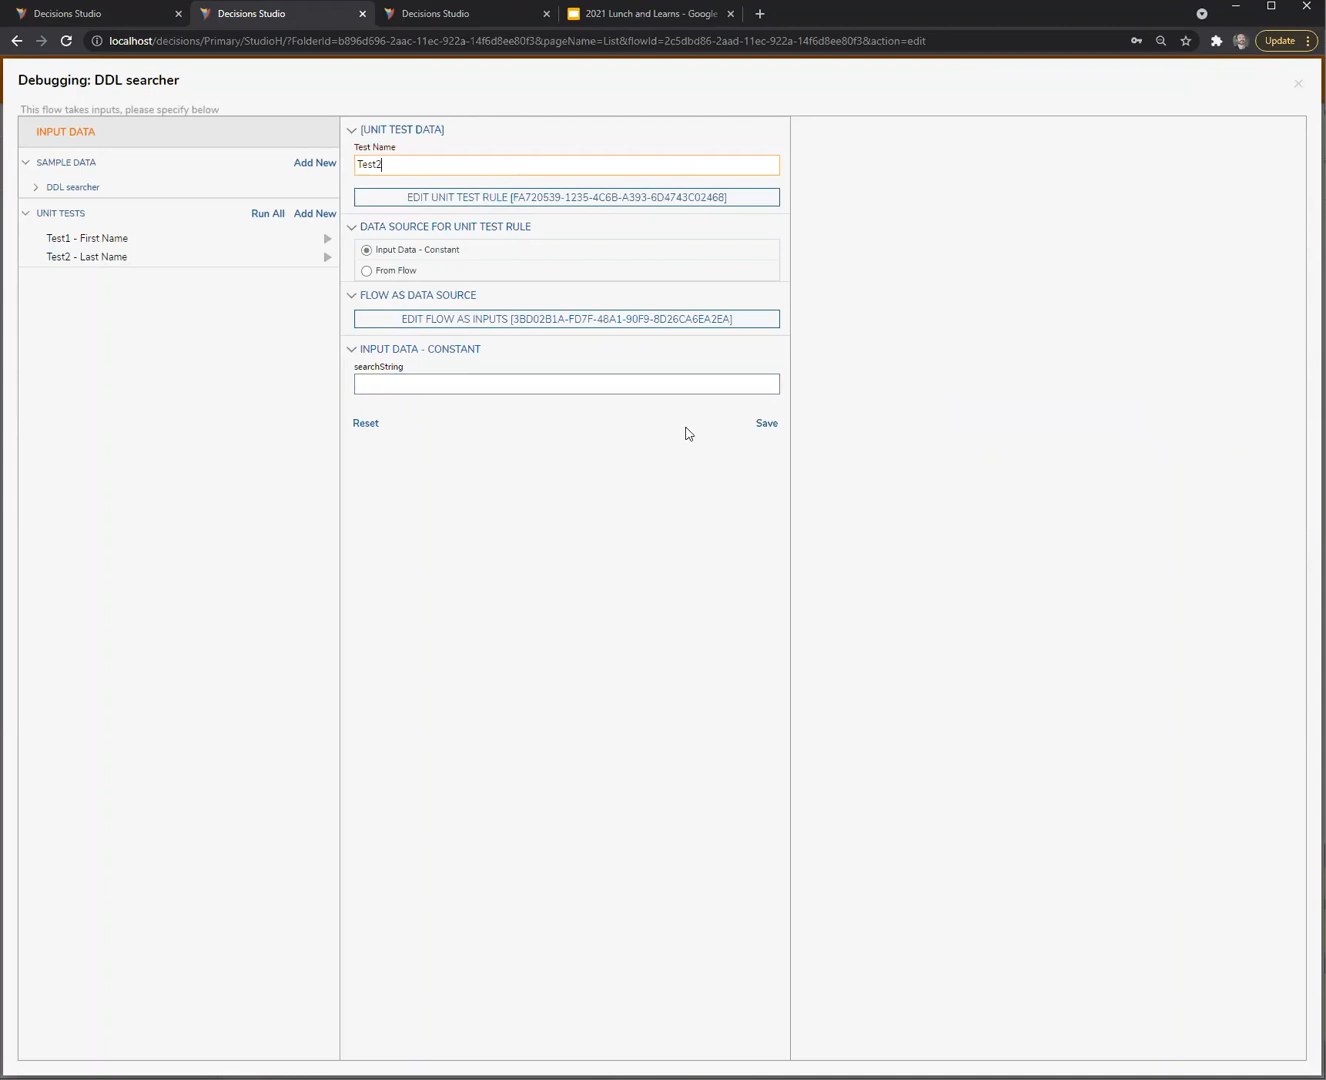 Decisions Studio
Decisions Studio
Decisions Studio
2021 Lunch and Learns - Google
localhost/decisions/Primary/StudioH/?FolderId=b896d696-2aac-11ec-922a-14f6d8ee80f3&pageName=List&flowId=2c5dbd86-2aad-11ec-922a-14f6d8ee80f3&action=edit
Update
Debugging: DDL searcher
This flow takes inputs, please specify below
INPUT DATA
SAMPLE DATA
Add New
DDL searcher
UNIT TESTS
Run All
Add New
Test1 - First Name
Test2 - Last Name
[UNIT TEST DATA]
Test Name
Test2
EDIT UNIT TEST RULE [FA720539-1235-4C6B-A393-6D4743C02468]
DATA SOURCE FOR UNIT TEST RULE
Input Data - Constant
From Flow
FLOW AS DATA SOURCE
EDIT FLOW AS INPUTS [3BD02B1A-FD7F-48A1-90F9-8D26CA6EA2EA]
INPUT DATA - CONSTANT
searchString
Reset
Save